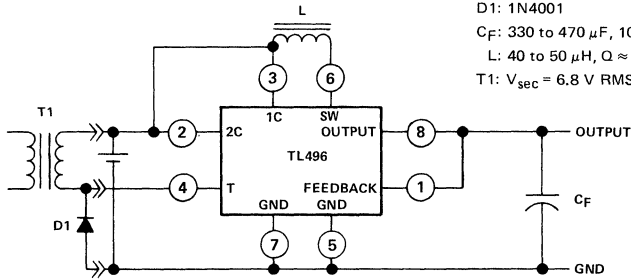 D1: 1N4001
CF: 330 to 470 μF, 10
L: 40 to 50 μH, Q ≈
T1: Vsec = 6.8 V RMS
L
3
6
T1
1C
SW
2
2C
OUTPUT
8
OUTPUT
TL496
4
T
FEEDBACK
1
CF
D1
GND
GND
7
5
GND